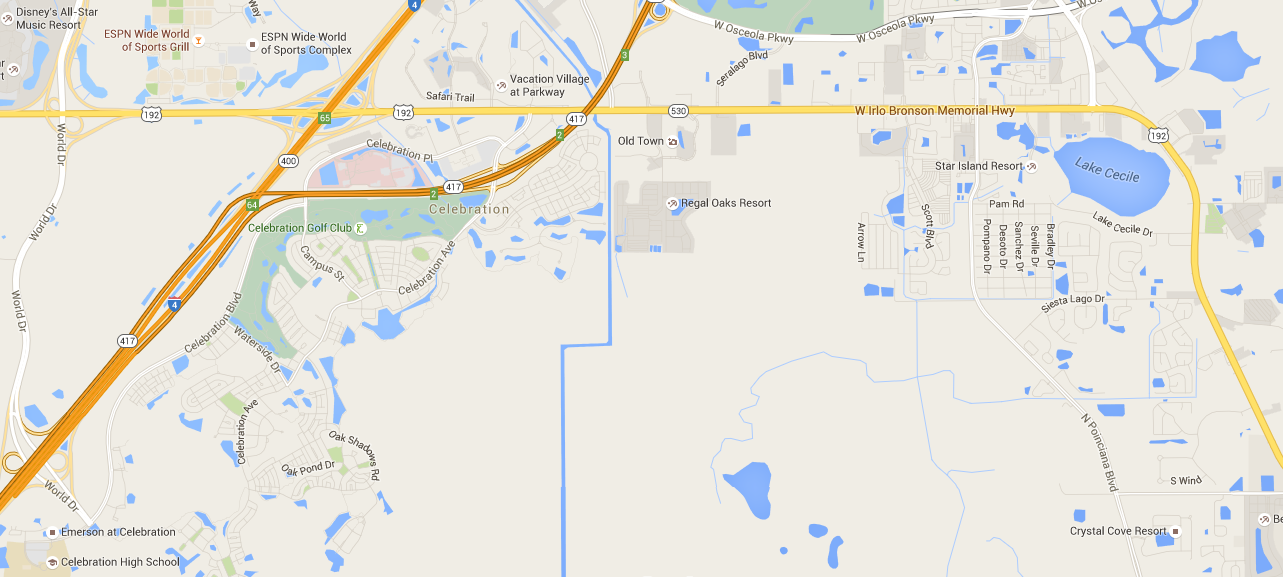 Disney's All-Star
Music Resort
Way
4
W Osceola Pkwy
W Osceola Pkwy
ESPN Wide World
of Sports Grill
ESPN Wide World
of Sports Complex
3
Seralago Blvd
Vacation Village
at Parkway
Safari Trail
192
65
192
417
530
W Irlo Bronson Memorial Hwy
192
2
World Dr
Celebration Pl
Old Town
400
Star Island Resort
Lake Cecile
417
2
64
Celebration
Regal Oaks Resort
Pam Rd
World Dr
Celebration Golf Club
Scott Blvd
Arrow Ln
Pompano Dr
Desoto Dr
Sanchez Dr
Seville Dr
Bradley Dr
Lake Cecile Dr
Campus St
Celebration Ave
World Dr
4
Celebration Blvd
Siesta Lago Dr
417
Waterside Dr
Celebration Ave
Oak Shadows Rd
Oak Pond Dr
N Poinciana Blvd
S Wind
World Dr
Emerson at Celebration
Crystal Cove Resort
Celebration High School